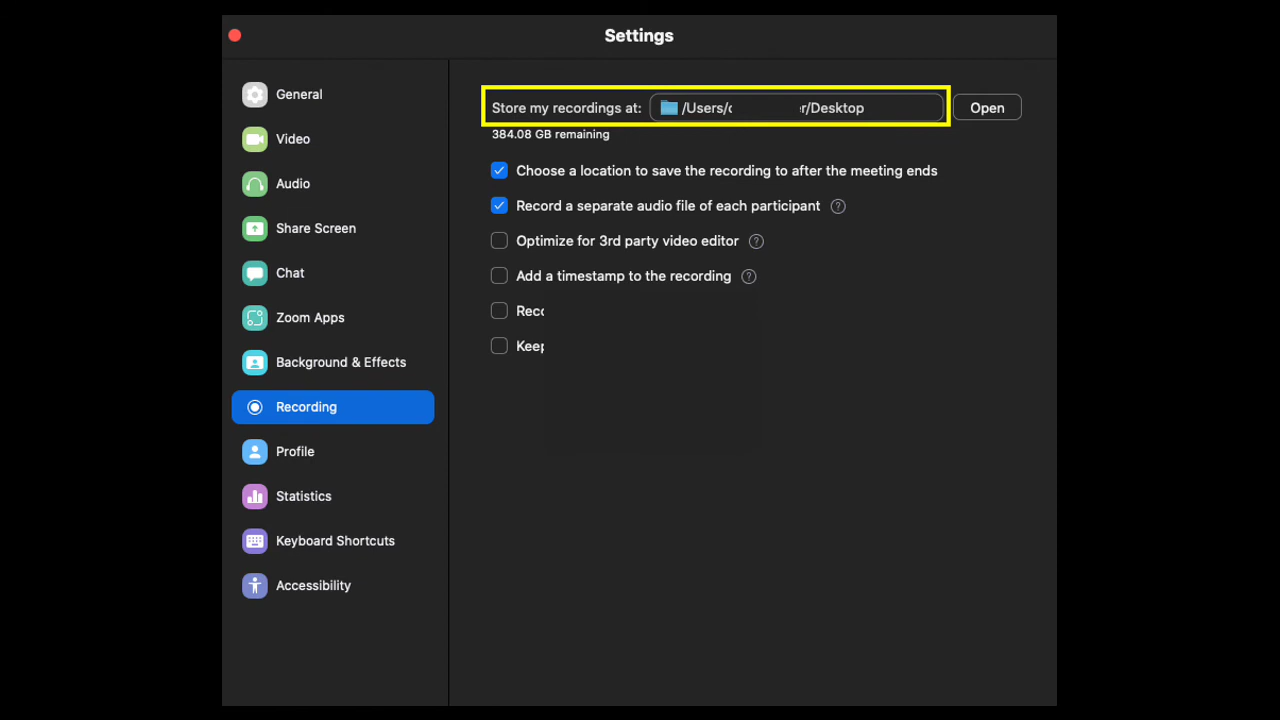 Settings
General
Video
Audio
Share Screen
Chat
Zoom Apps
Background & Effects
Recording
Profile
Statistics
Keyboard Shortcuts
Accessibility
Store my recordings at: /Users/ /Desktop Open
384.08 GB remaining
Choose a location to save the recording to after the meeting ends
Record a separate audio file of each participant ?
Optimize for 3rd party video editor ?
Add a timestamp to the recording ?
Keep